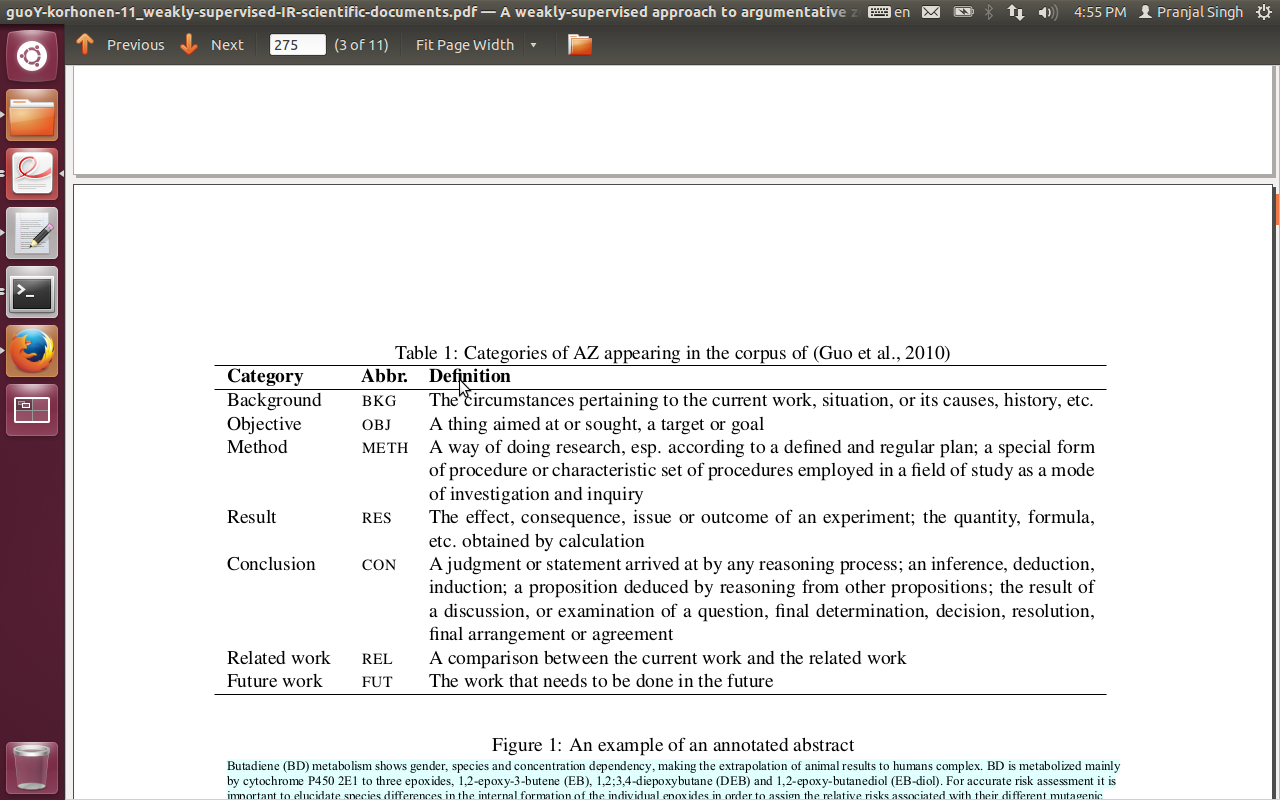 guoY-korhonen-11_weakly-supervised-IR-scientific-documents.pdf — A weakly-supervised approach to argumentative z
en
4:55 PM
Pranjal Singh
Previous
Next
275
(3 of 11)
Fit Page Width
Table 1: Categories of AZ appearing in the corpus of (Guo et al., 2010)
Category Abbr. Definition
Background BKG The circumstances pertaining to the current work, situation, or its causes, history, etc.
Objective OBJ A thing aimed at or sought, a target or goal
Method METH A way of doing research, esp. according to a defined and regular plan; a special form
of procedure or characteristic set of procedures employed in a field of study as a mode
of investigation and inquiry
Result RES The effect, consequence, issue or outcome of an experiment; the quantity, formula,
etc. obtained by calculation
Conclusion CON A judgment or statement arrived at by any reasoning process; an inference, deduction,
induction; a proposition deduced by reasoning from other propositions; the result of
a discussion, or examination of a question, final determination, decision, resolution,
final arrangement or agreement
Related work REL A comparison between the current work and the related work
Future work FUT The work that needs to be done in the future
Figure 1: An example of an annotated abstract
Butadiene (BD) metabolism shows gender, species and concentration dependency, making the extrapolation of animal results to humans complex. BD is metabolized mainly
by cytochrome P450 2E1 to three epoxides, 1,2-epoxy-3-butene (EB), 1,2;3,4-diepoxybutane (DEB) and 1,2-epoxy-butanediol (EB-diol). For accurate risk assessment it is
important to elucidate species differences in the internal formation of the individual epoxides in order to assign the relative risks associated with their different mutagenic